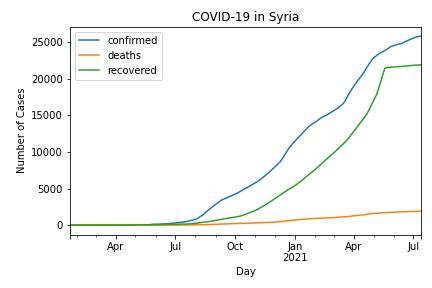 COVID-19 in Syria
confirmed
deaths
recovered
Number of Cases
25000
20000
15000
10000
5000
0
Apr
Jul
Oct
Jan
2021
Apr
Jul
Day